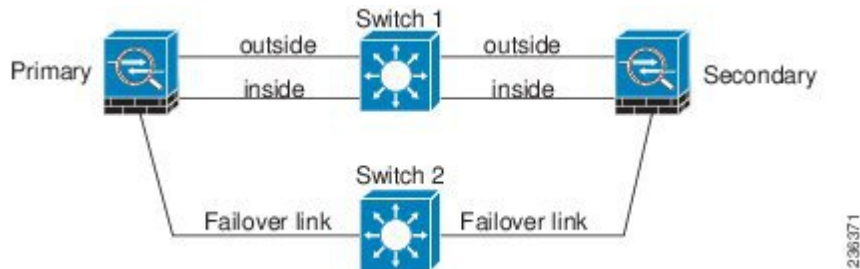 Switch 1
outside
outside
Primary
Secondary
inside
inside
Switch 2
Failover link
Failover link
236371